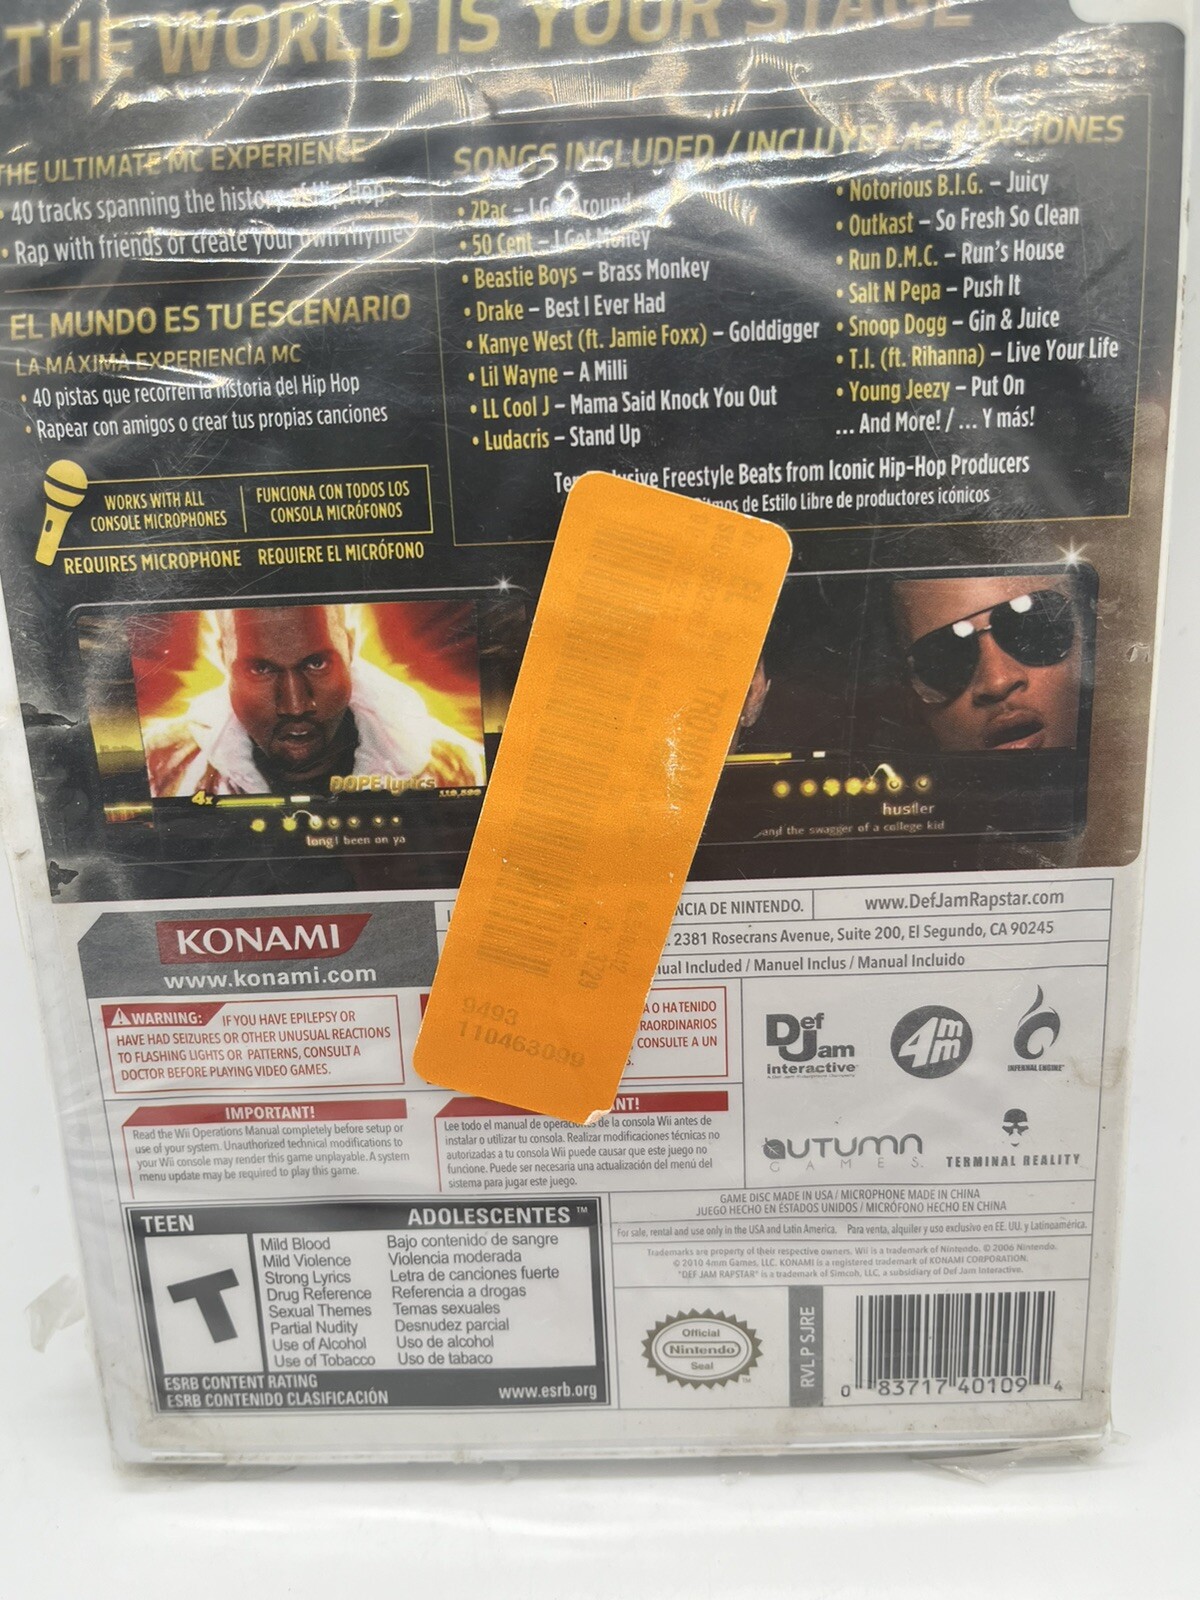 THE WORLD IS YOUR STAGE
THE ULTIMATE MC EXPERIENCE
• 40 tracks spanning the history of Hip Hop
• Rap with friends or create your own rhymes
EL MUNDO ES TU ESCENARIO
LA MÁXIMA EXPERIENCIA MC
• 40 pistas que recorren la historia del Hip Hop
• Rapear con amigos o crear tus propias canciones
WORKS WITH ALL
CONSOLE MICROPHONES
FUNCIONA CON TODOS LOS
CONSOLA MICRÓFONOS
REQUIRES MICROPHONE REQUIERE EL MICRÓFONO
SONGS INCLUDED / INCLUYE LAS CANCIONES
• 2Pac – I Get Around
• 50 Cent – I Get Money
• Beastie Boys – Brass Monkey
• Drake – Best I Ever Had
• Kanye West (ft. Jamie Foxx) – Golddigger
• Lil Wayne – A Milli
• LL Cool J – Mama Said Knock You Out
• Ludacris – Stand Up
• Notorious B.I.G. – Juicy
• Outkast – So Fresh So Clean
• Run D.M.C. – Run's House
• Salt N Pepa – Push It
• Snoop Dogg – Gin & Juice
• T.I. (ft. Rihanna) – Live Your Life
• Young Jeezy – Put On
... And More! / ... Y más!
Freestyle Beats from Iconic Hip-Hop Producers
de Estilo Libre de productores icónicos
DOPE lyrics
4x
long I been on ya
hustler
and the swagger of a college kid
9493
110463099
KONAMI
www.konami.com
NCIA DE NINTENDO.
www.DefJamRapstar.com
2381 Rosecrans Avenue, Suite 200, El Segundo, CA 90245
ual Included / Manuel Inclus / Manual Incluido
WARNING: IF YOU HAVE EPILEPSY OR
HAVE HAD SEIZURES OR OTHER UNUSUAL REACTIONS
TO FLASHING LIGHTS OR PATTERNS, CONSULT A
DOCTOR BEFORE PLAYING VIDEO GAMES.
A O HA TENIDO
RAORDINARIOS
, CONSULTE A UN
S.
IMPORTANT!
Read the Wii Operations Manual completely before setup or
use of your system. Unauthorized technical modifications to
your Wii console may render this game unplayable. A system
menu update may be required to play this game.
NT!
Lee todo el manual de operaciones de la consola Wii antes de
instalar o utilizar tu consola. Realizar modificaciones técnicas no
autorizadas a tu consola Wii puede causar que este juego no
funcione. Puede ser necesaria una actualización del menú del
sistema para jugar este juego.
Def Jam
interactive
4mm
INFERNAL ENGINE
AUTUMN
GAMES
TERMINAL REALITY
GAME DISC MADE IN USA / MICROPHONE MADE IN CHINA
JUEGO HECHO EN ESTADOS UNIDOS / MICRÓFONO HECHO EN CHINA
For sale, rental and use only in the USA and Latin America. Para venta, alquiler y uso exclusivo en EE. UU. y Latinoamérica.
Trademarks are property of their respective owners. Wii is a trademark of Nintendo. © 2006 Nintendo.
© 2010 4mm Games, LLC. KONAMI is a registered trademark of KONAMI CORPORATION.
"DEF JAM RAPSTAR" is a trademark of Simcoh, LLC, a subsidiary of Def Jam Interactive.
TEEN
ADOLESCENTES ™
T
Mild Blood
Mild Violence
Strong Lyrics
Drug Reference
Sexual Themes
Partial Nudity
Use of Alcohol
Use of Tobacco
Bajo contenido de sangre
Violencia moderada
Letra de canciones fuerte
Referencia a drogas
Temas sexuales
Desnudez parcial
Uso de alcohol
Uso de tabaco
ESRB CONTENT RATING
ESRB CONTENIDO CLASIFICACIÓN
www.esrb.org
Official
Nintendo
Seal
RVL P SJRE
0 83717 40109 4